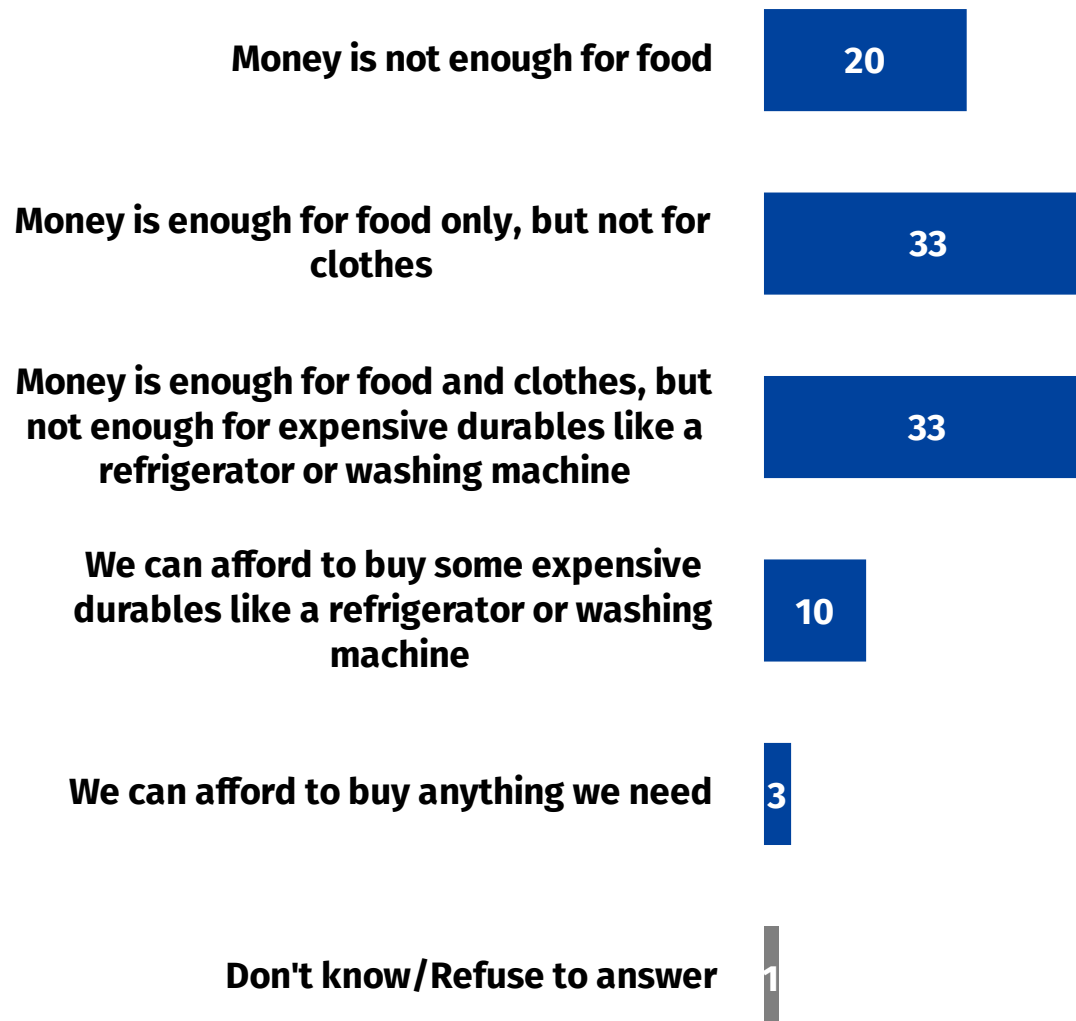 Money is not enough for food
20
Money is enough for food only, but not for
clothes
33
Money is enough for food and clothes, but
not enough for expensive durables like a
refrigerator or washing machine
33
We can afford to buy some expensive
durables like a refrigerator or washing
machine
10
We can afford to buy anything we need
3
Don't know/Refuse to answer
1